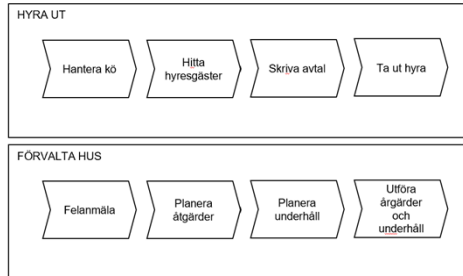 HYRA UT
Hantera kö
Hitta
hyresgäster
Skriva avtal
Ta ut hyra
FÖRVALTA HUS
Felanmäla
Planera
åtgärder
Planera
underhåll
Utföra
årgärder
och
underhåll